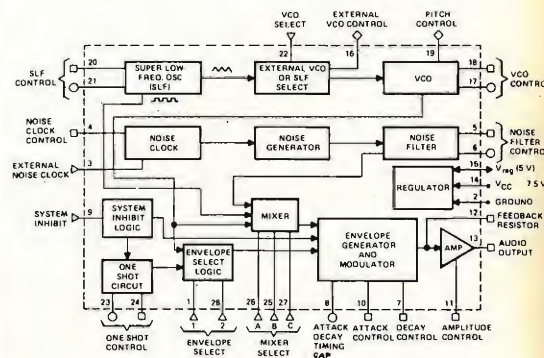 VCO SELECT
EXTERNAL VCO CONTROL
PITCH CONTROL
22
16
19
SLF CONTROL
20
21
SUPER LOW- FREQ. OSC (SLF)
EXTERNAL VCO OR SLF SELECT
VCO
18
17
VCO CONTROL
NOISE CLOCK CONTROL
4
NOISE CLOCK
NOISE GENERATOR
NOISE FILTER
5
6
NOISE FILTER CONTROL
EXTERNAL NOISE CLOCK
3
REGULATOR
15
Vreg (5 V)
14
VCC 7.5 V
2
GROUND
SYSTEM INHIBIT
9
SYSTEM INHIBIT LOGIC
MIXER
12
FEEDBACK RESISTOR
ONE SHOT CIRCUT
ENVELOPE SELECT LOGIC
ENVELOPE GENERATOR AND MODULATOR
AMP
13
AUDIO OUTPUT
23
24
1
28
26
25
27
8
10
7
11
1
2
A
B
C
ONE SHOT CONTROL
ENVELOPE SELECT
MIXER SELECT
ATTACK DECAY TIMING CAP
ATTACK CONTROL
DECAY CONTROL
AMPLITUDE CONTROL